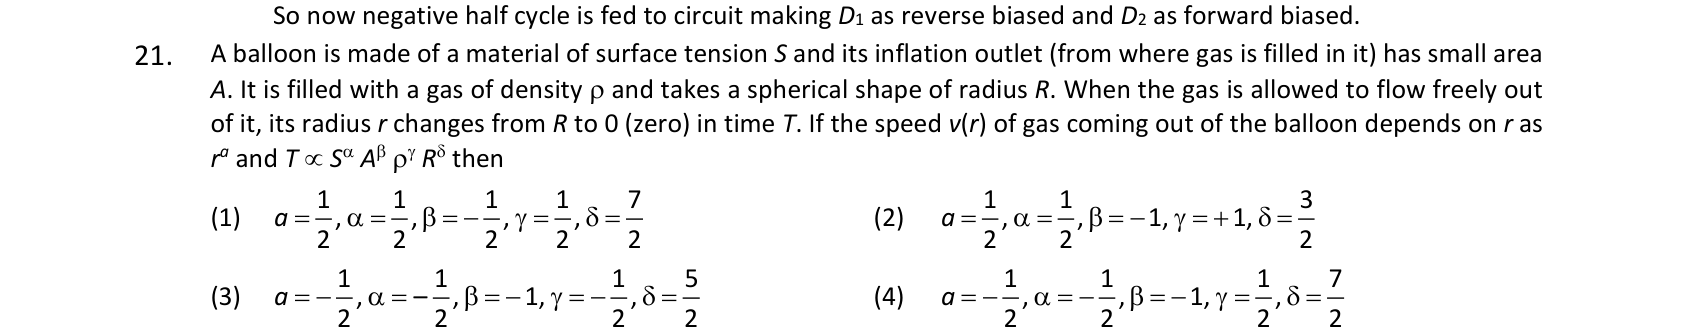 So now negative half cycle is fed to circuit making D₁ as reverse biased and D₂ as forward biased.
21. A balloon is made of a material of surface tension S and its inflation outlet (from where gas is filled in it) has small area
A. It is filled with a gas of density ρ and takes a spherical shape of radius R. When the gas is allowed to flow freely out
of it, its radius r changes from R to 0 (zero) in time T. If the speed v(r) of gas coming out of the balloon depends on r as
rᵃ and T ∝ S^α A^β ρ^γ R^δ then
(1) a = 1/2, α = 1/2, β = −1/2, γ = 1/2, δ = 7/2 (2) a = 1/2, α = 1/2, β = −1, γ = +1, δ = 3/2
(3) a = −1/2, α = −1/2, β = −1, γ = −1/2, δ = 5/2 (4) a = −1/2, α = −1/2, β = −1, γ = 1/2, δ = 7/2